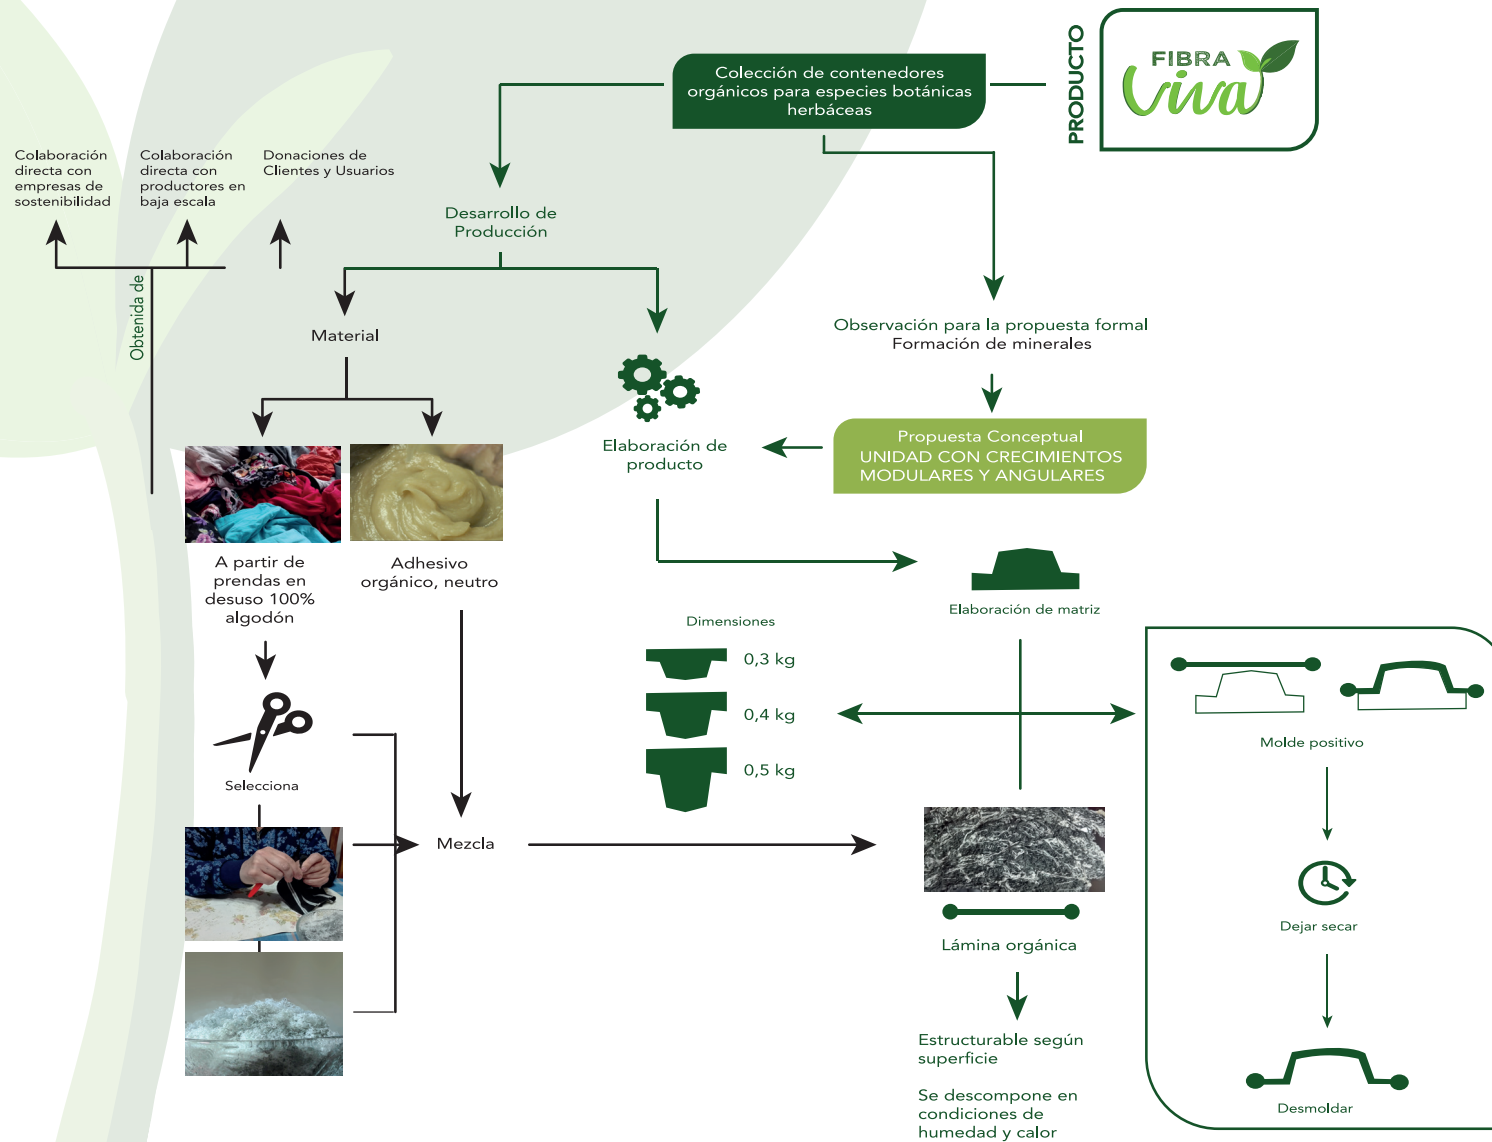 PRODUCTO
FIBRA
Viva
Colección de contenedores
orgánicos para especies botánicas
herbáceas
Colaboración
directa con
empresas de
sostenibilidad
Colaboración
directa con
productores en
baja escala
Donaciones de
Clientes y Usuarios
Obtenida de
Desarrollo de
Producción
Material
Observación para la propuesta formal
Formación de minerales
Propuesta Conceptual
UNIDAD CON CRECIMIENTOS
MODULARES Y ANGULARES
Elaboración de
producto
A partir de
prendas en
desuso 100%
algodón
Adhesivo
orgánico, neutro
Elaboración de matriz
Dimensiones
0,3 kg
0,4 kg
0,5 kg
Selecciona
Mezcla
Lámina orgánica
Estructurable según
superficie
Se descompone en
condiciones de
humedad y calor
Molde positivo
Dejar secar
Desmoldar